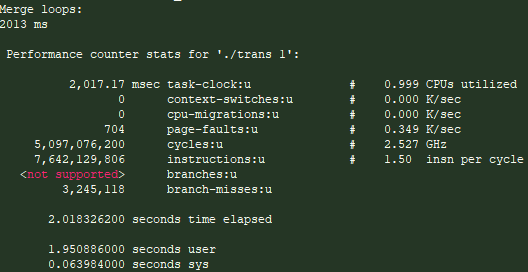 Merge loops:
2013 ms
Performance counter stats for './trans 1':
2,017.17 msec task-clock:u # 0.999 CPUs utilized
0 context-switches:u # 0.000 K/sec
0 cpu-migrations:u # 0.000 K/sec
704 page-faults:u # 0.349 K/sec
5,097,076,200 cycles:u # 2.527 GHz
7,642,129,806 instructions:u # 1.50 insn per cycle
<not supported> branches:u
3,245,118 branch-misses:u
2.018326200 seconds time elapsed
1.950886000 seconds user
0.063984000 seconds sys